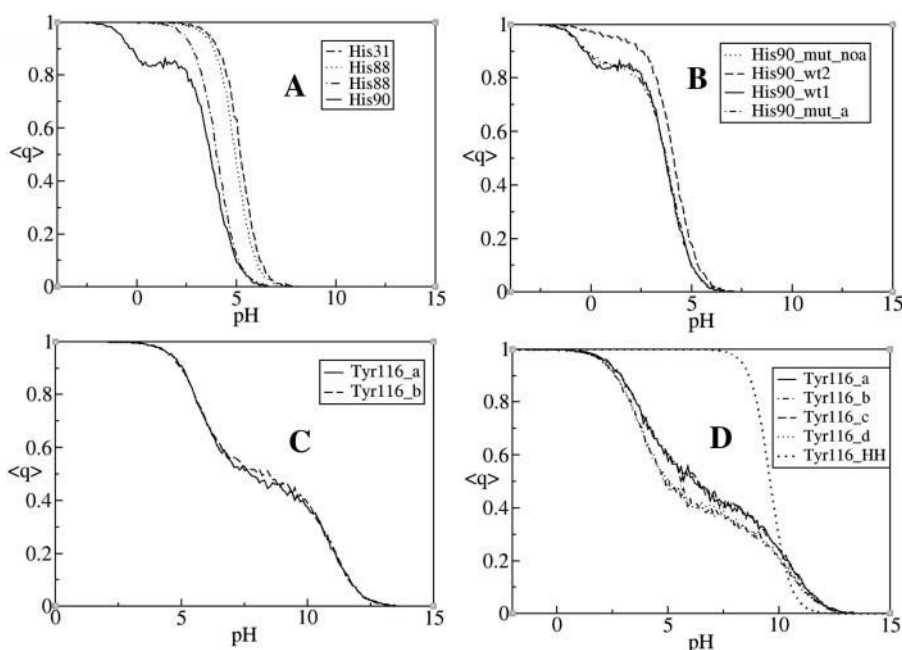 1
0.8
0.6
<q>
0.4
0.2
0
0
5
10
15
pH
A
His31
His88
His88
His90
1
0.8
0.6
<q>
0.4
0.2
0
0
5
10
15
pH
B
His90_mut_noa
His90_wt2
His90_wt1
His90_mut_a
1
0.8
0.6
<q>
0.4
0.2
0
0
5
10
15
pH
C
Tyr116_a
Tyr116_b
1
0.8
0.6
<q>
0.4
0.2
0
0
5
10
15
pH
D
Tyr116_a
Tyr116_b
Tyr116_c
Tyr116_d
Tyr116_HH